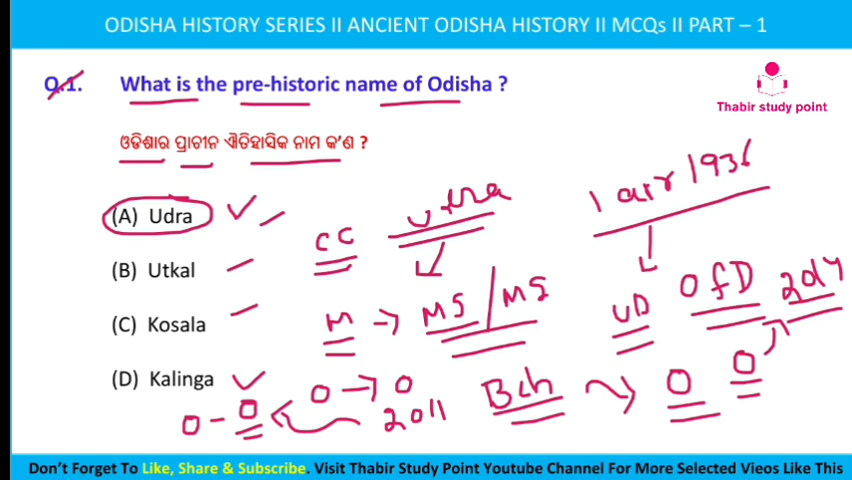 ODISHA HISTORY SERIES II ANCIENT ODISHA HISTORY II MCQs II PART – 1
Q.1. What is the pre-historic name of Odisha ?
Thabir study point
ଓଡିଶାର ପ୍ରାଚୀନ ଐତିହାସିକ ନାମ କ'ଣ ?
(A) Udra
(B) Utkal
(C) Kosala
(D) Kalinga
CC
1 1936
M → MS / MS
UD OfD
O → O
Bch → O O
O - O 2011
Don't Forget To Like, Share & Subscribe. Visit Thabir Study Point Youtube Channel For More Selected Vieos Like This